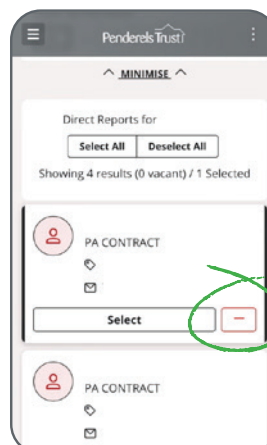 Penderels Trust
MINIMISE
Direct Reports for
Select All Deselect All
Showing 4 results (0 vacant) / 1 Selected
PA CONTRACT
Select
PA CONTRACT